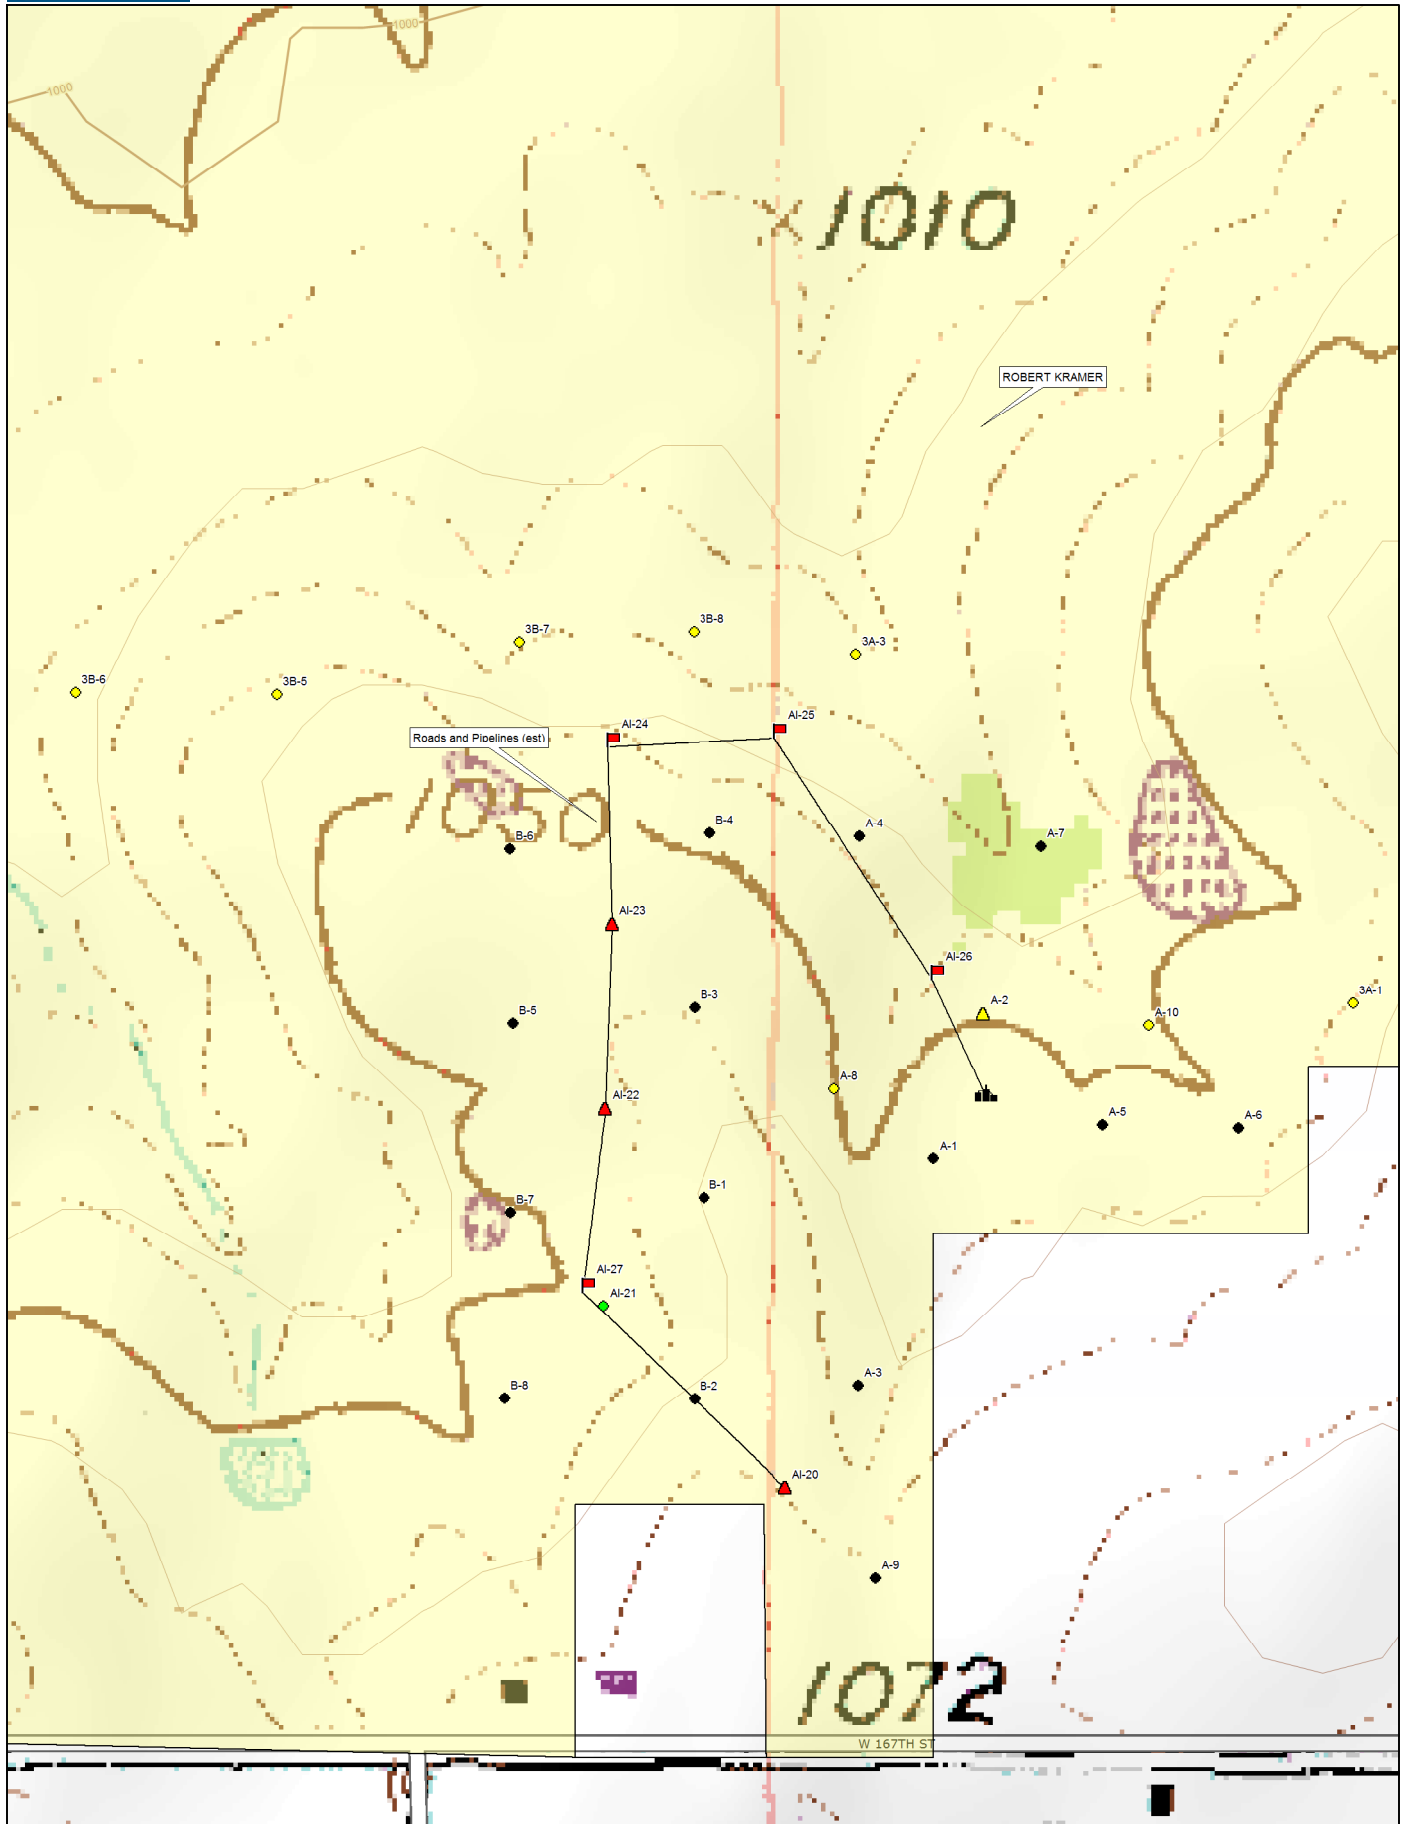 1000
1000
1010
ROBERT KRAMER
3B-8
3B-7
3A-3
3B-6
3B-5
AI-25
AI-24
Roads and Pipelines (est)
B-4
A-4
A-7
B-6
AI-23
AI-26
3A-1
B-3
A-2
B-5
A-10
A-8
AI-22
A-5
A-6
A-1
B-1
B-7
AI-27
AI-21
A-3
B-8
B-2
AI-20
A-9
1072
W 167TH ST